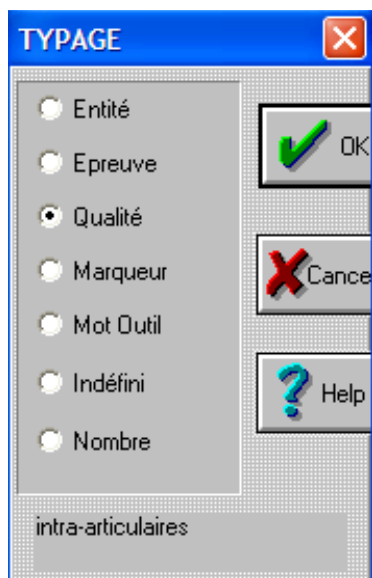 TYPAGE
Entité
Epreuve
Qualité
Marqueur
Mot Outil
Indéfini
Nombre
OK
Cance
Help
intra-articulaires